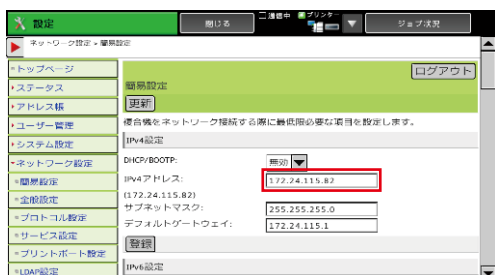 設定
閉じる
通信中
プリンター
ジョブ状況
ネットワーク設定 ▸ 簡易設定
トップページ
ステータス
アドレス帳
ユーザー管理
システム設定
ネットワーク設定
簡易設定
全般設定
プロトコル設定
サービス設定
プリントポート設定
LDAP設定
ログアウト
簡易設定
更新
複合機をネットワーク接続する際に最低限必要な項目を設定します。
IPv4設定
DHCP/BOOTP:
無効
IPv4アドレス:
172.24.115.82
(172.24.115.82)
サブネットマスク:
255.255.255.0
デフォルトゲートウェイ:
172.24.115.1
登録
IPv6設定